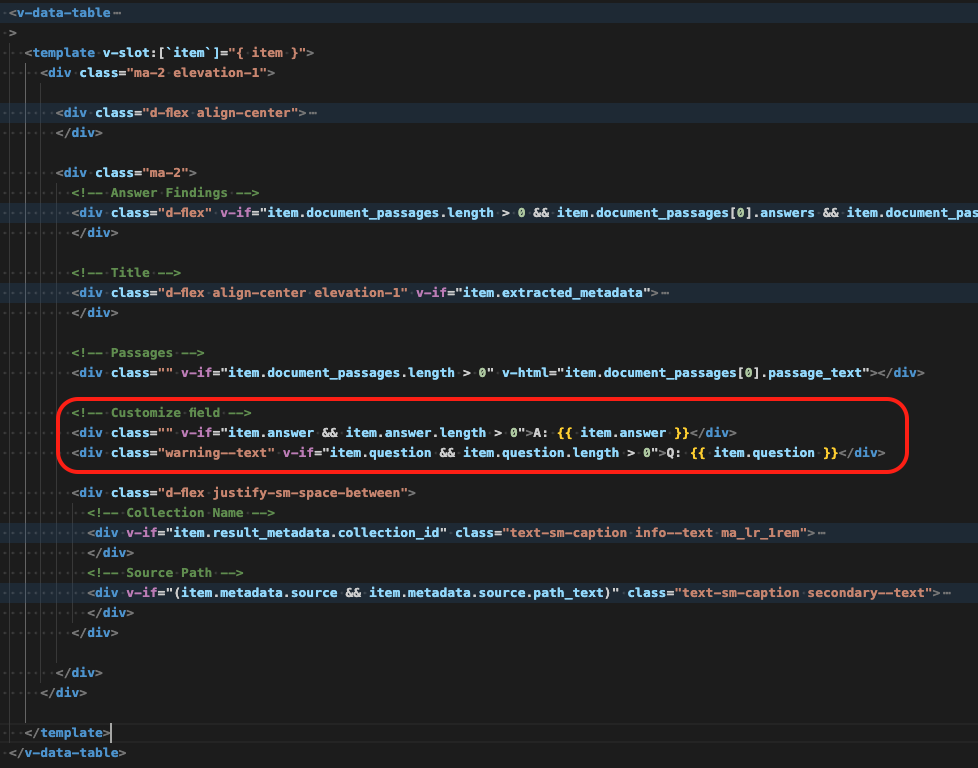 <v-data-table⋯
>
<template v-slot:[`item`]="{ item }">
<div class="ma-2 elevation-1">
<div class="d-flex align-center">⋯
</div>
<div class="ma-2">
<!-- Answer Findings -->
<div class="d-flex" v-if="item.document_passages.length > 0 && item.document_passages[0].answers && item.document_pas
</div>
<!-- Title -->
<div class="d-flex align-center elevation-1" v-if="item.extracted_metadata">⋯
</div>
<!-- Passages -->
<div class="" v-if="item.document_passages.length > 0" v-html="item.document_passages[0].passage_text"></div>
<!-- Customize field -->
<div class="" v-if="item.answer && item.answer.length > 0">A: {{ item.answer }}</div>
<div class="warning--text" v-if="item.question && item.question.length > 0">Q: {{ item.question }}</div>
<div class="d-flex justify-sm-space-between">
<!-- Collection Name -->
<div v-if="item.result_metadata.collection_id" class="text-sm-caption info--text ma_lr_1rem">⋯
</div>
<!-- Source Path -->
<div v-if="(item.metadata.source && item.metadata.source.path_text)" class="text-sm-caption secondary--text">⋯
</div>
</div>
</div>
</div>
</template>
</v-data-table>